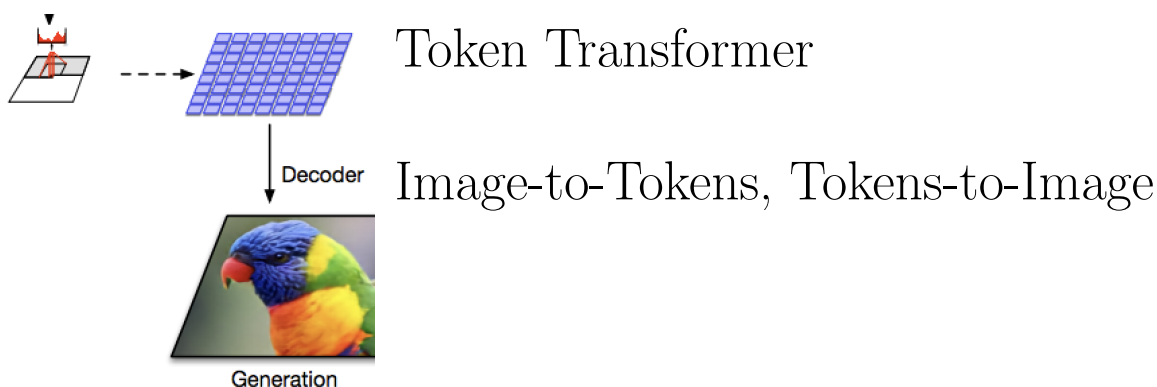 Token Transformer
Decoder
Image-to-Tokens, Tokens-to-Image
Generation